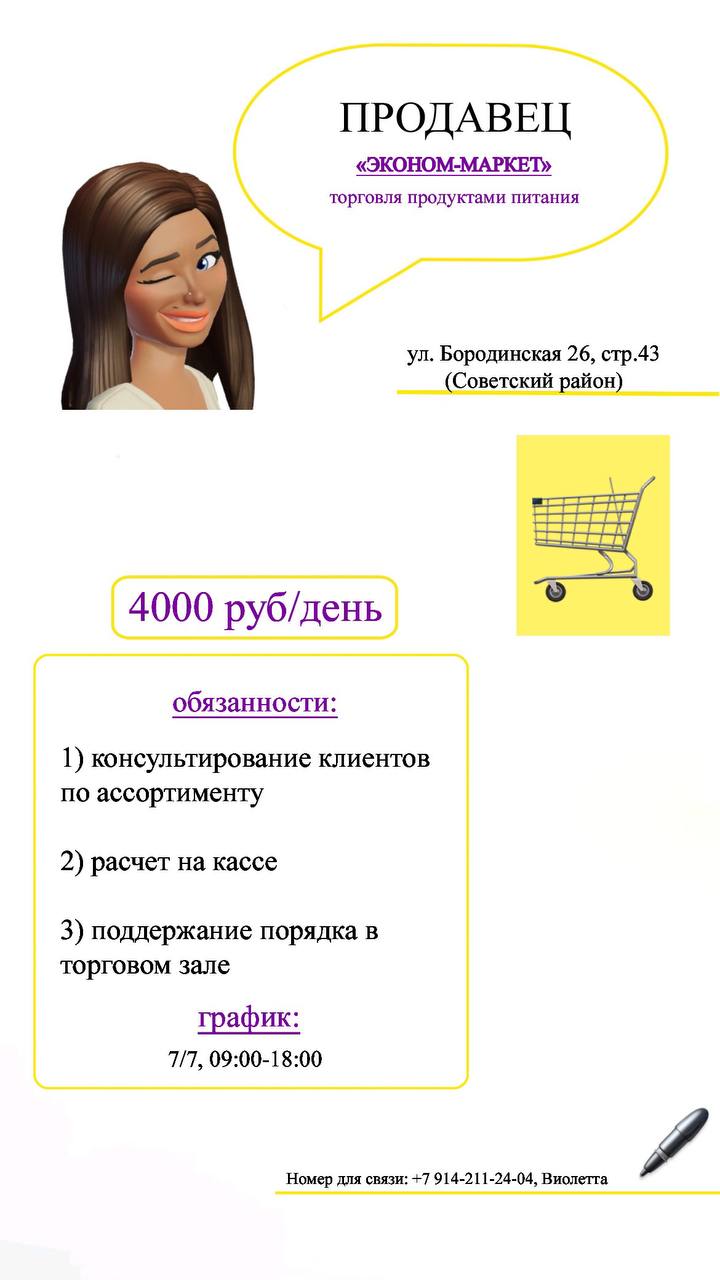 ПРОДАВЕЦ
«ЭКОНОМ-МАРКЕТ»
торговля продуктами питания
ул. Бородинская 26, стр.43
(Советский район)
4000 руб/день
обязанности:
1) консультирование клиентов
по ассортименту
2) расчет на кассе
3) поддержание порядка в
торговом зале
график:
7/7, 09:00-18:00
Номер для связи: +7 914-211-24-04, Виолетта